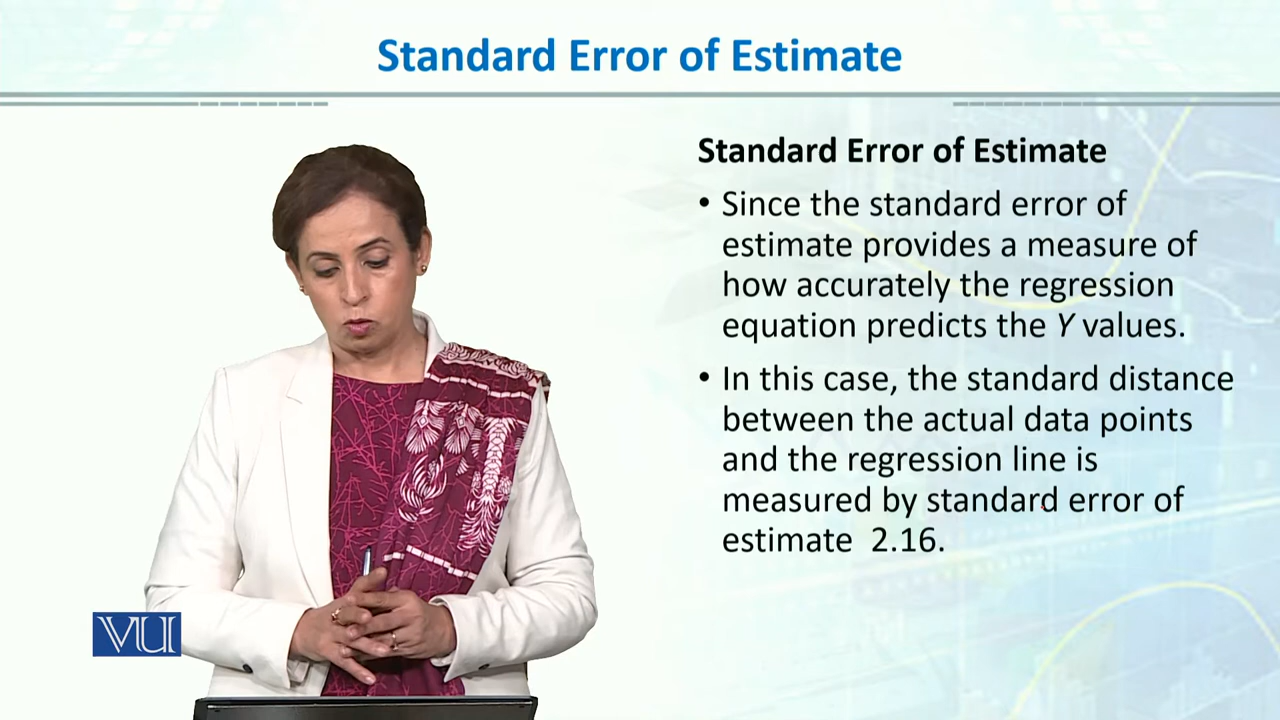 Standard Error of Estimate
Standard Error of Estimate
• Since the standard error of
estimate provides a measure of
how accurately the regression
equation predicts the Y values.
• In this case, the standard distance
between the actual data points
and the regression line is
measured by standard error of
estimate 2.16.
VU